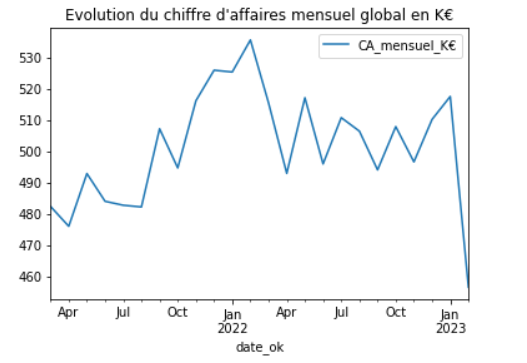 Evolution du chiffre d'affaires mensuel global en K€
CA_mensuel_K€
530
520
510
500
490
480
470
460
Apr
Jul
Oct
Jan
2022
Apr
Jul
Oct
Jan
2023
date_ok